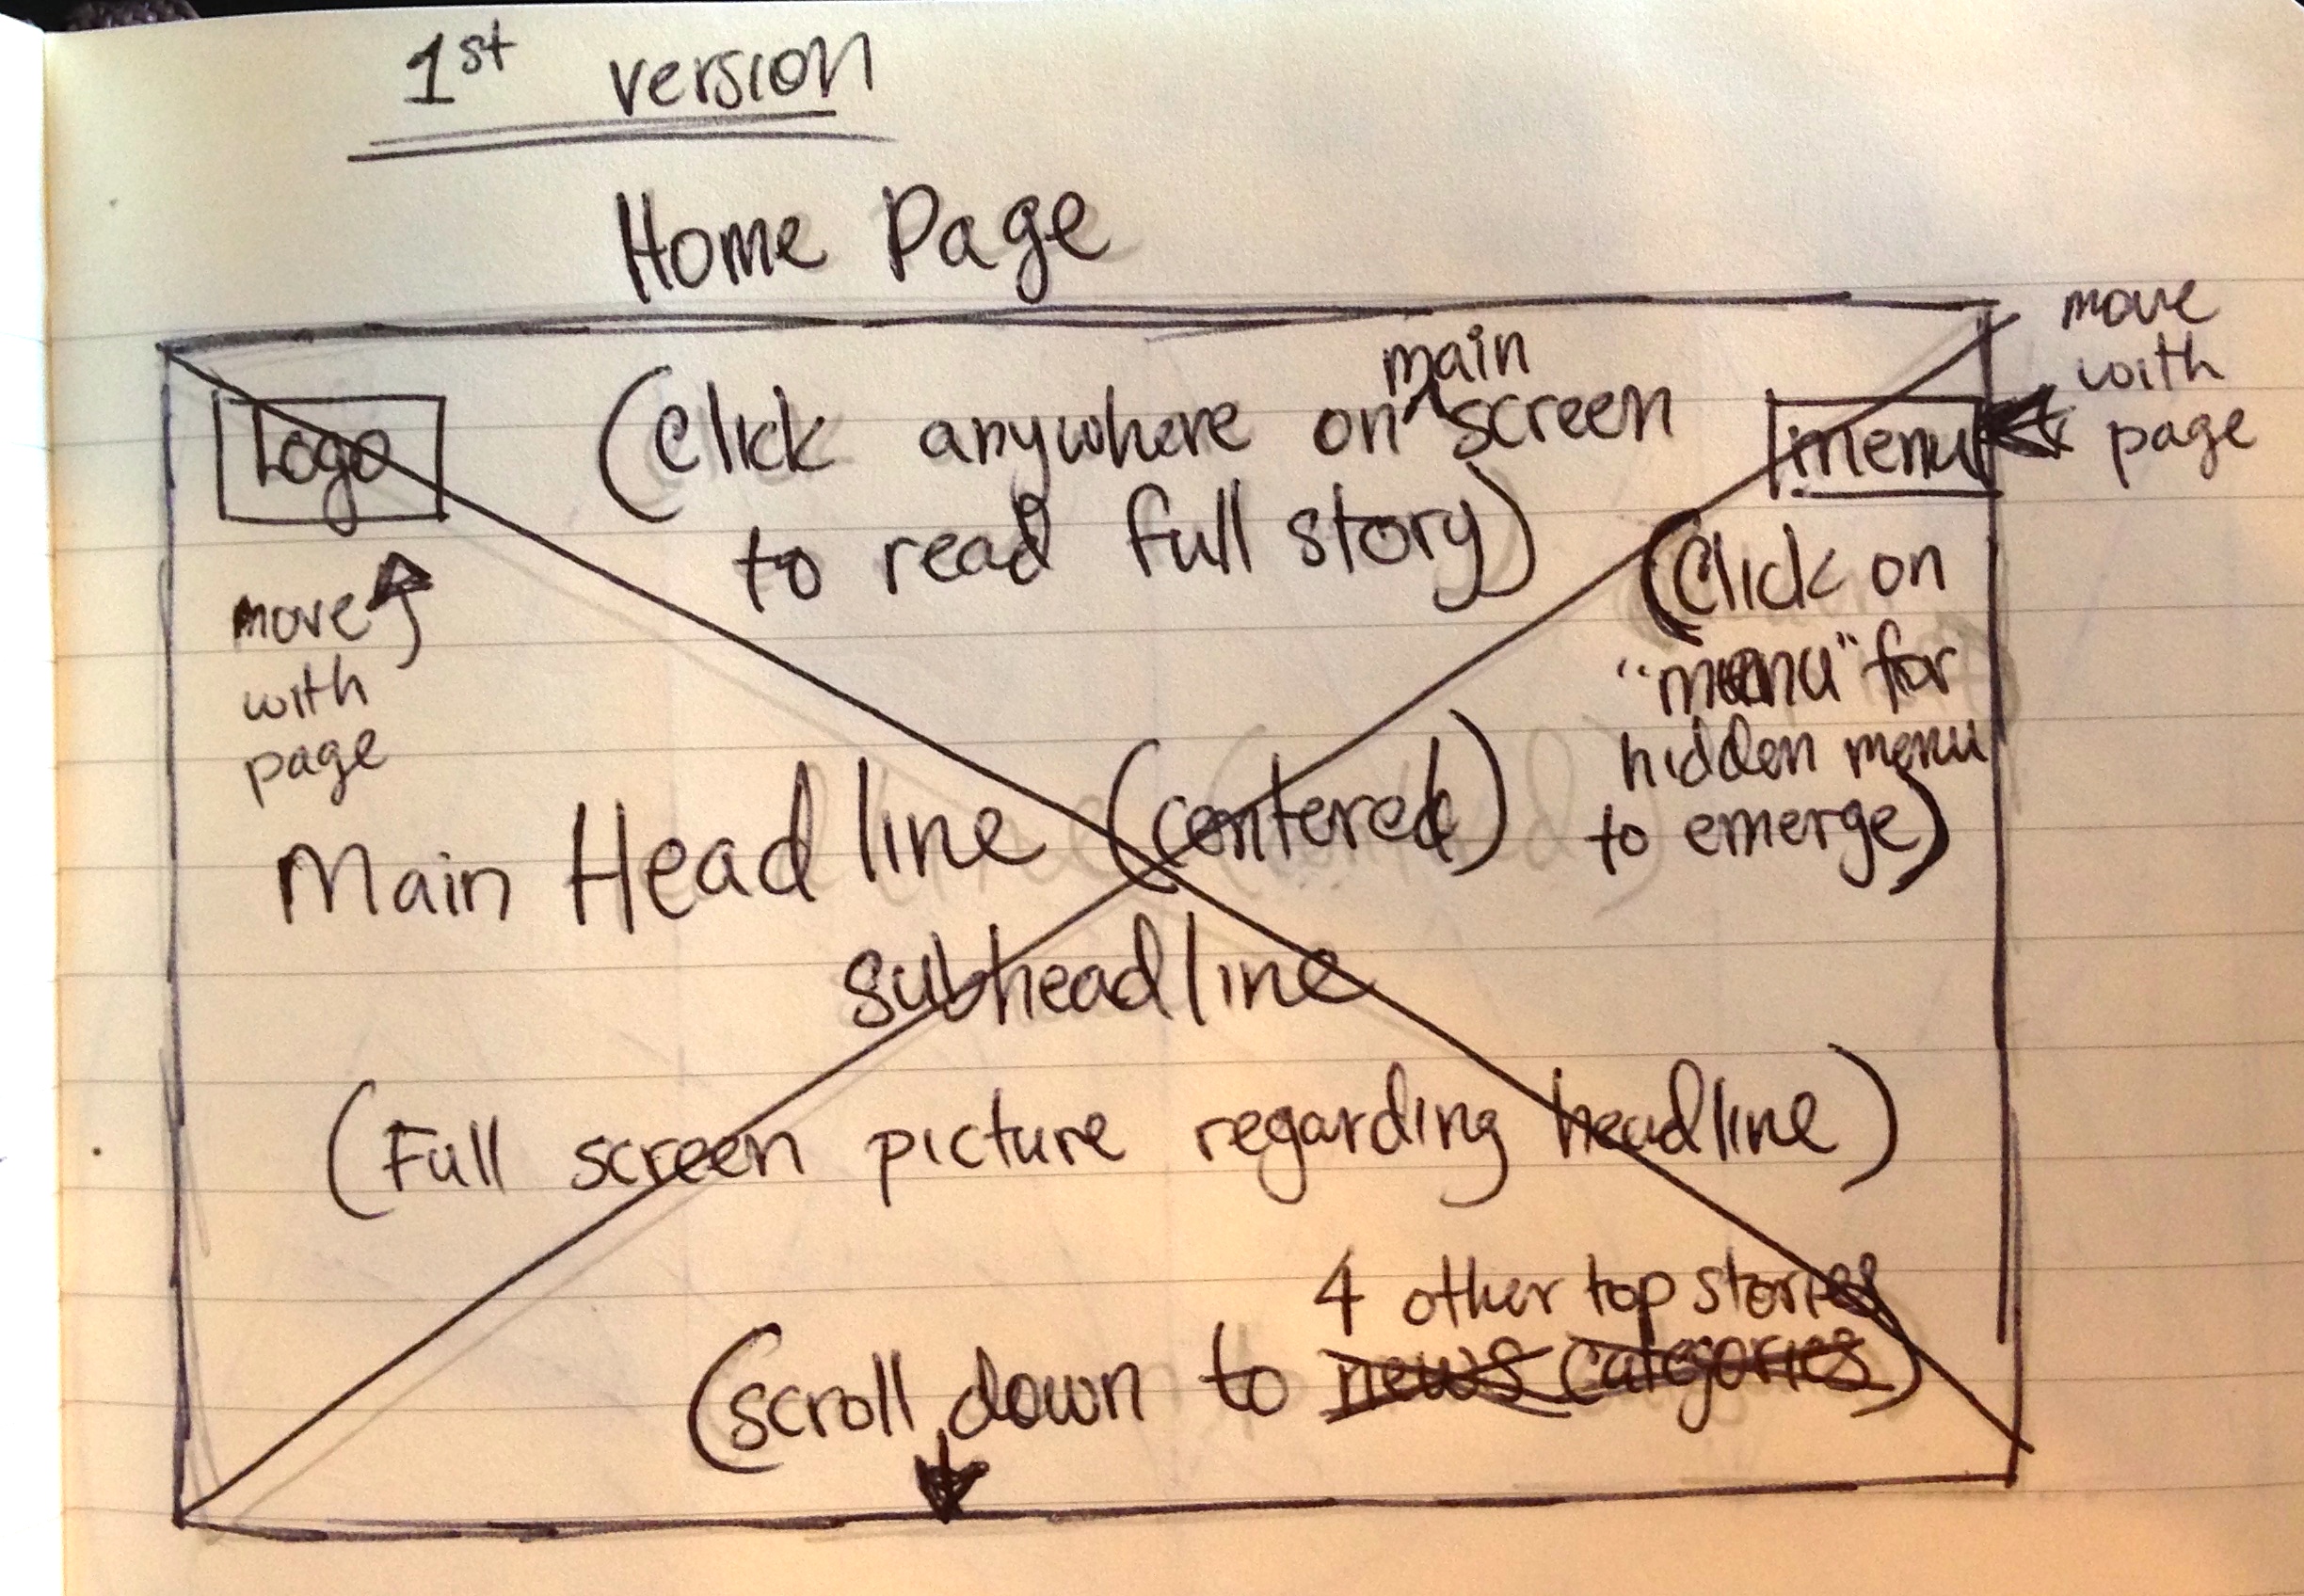 1st version
Home Page
move
with
page
main
(Click anywhere on screen
to read full story)
Logo
menu
move
with
page
(Click on
"menu" for
hidden menu
to emerge)
Main Headline (centered)
subheadline
(Full screen picture regarding headline)
4 other top stories
(scroll down to news categories)